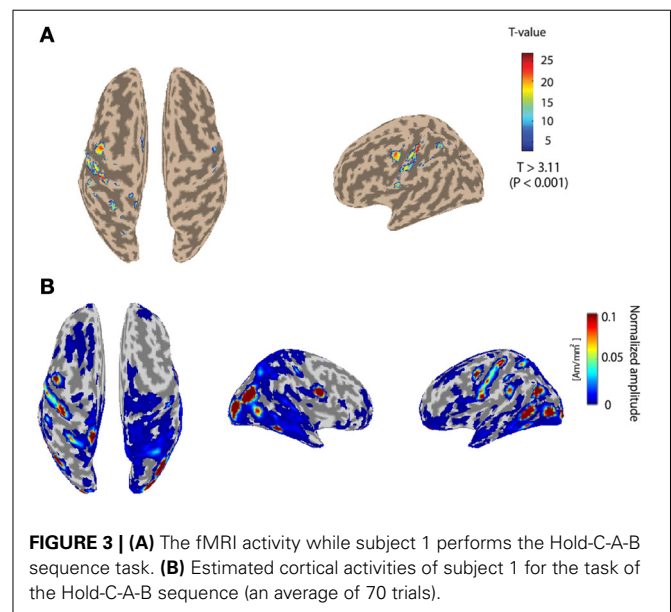 A
T-value
25
20
15
10
5
T > 3.11
(P < 0.001)
B
0.1
0.05
0
[Am/mm²]
Normalized amplitude
FIGURE 3 | (A) The fMRI activity while subject 1 performs the Hold-C-A-B
sequence task. (B) Estimated cortical activities of subject 1 for the task of
the Hold-C-A-B sequence (an average of 70 trials).